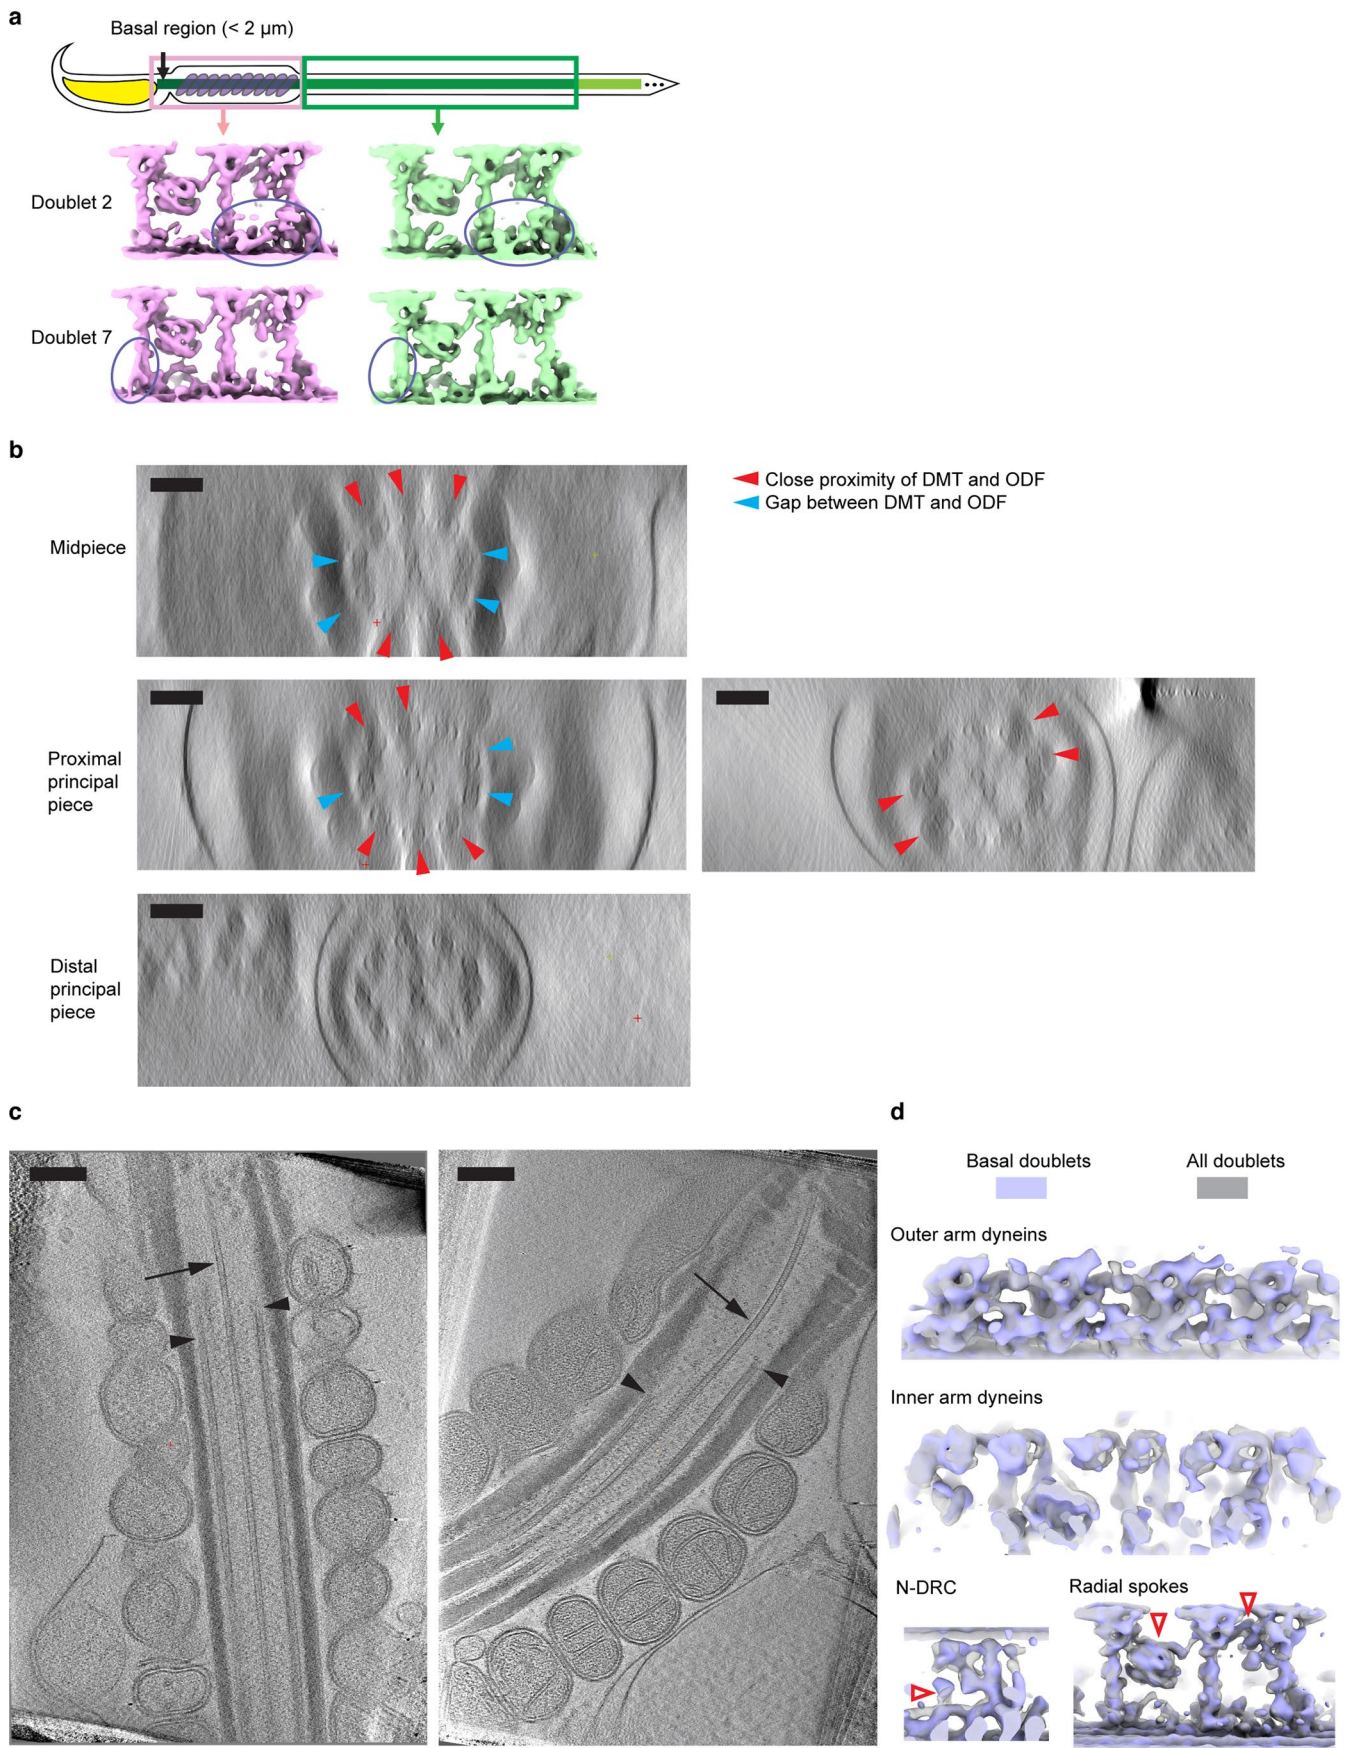 a
Basal region (< 2 µm)
Doublet 2
Doublet 7
b
Close proximity of DMT and ODF
Gap between DMT and ODF
Midpiece
Proximal
principal
piece
Distal
principal
piece
c
d
Basal doublets
All doublets
Outer arm dyneins
Inner arm dyneins
N-DRC
Radial spokes